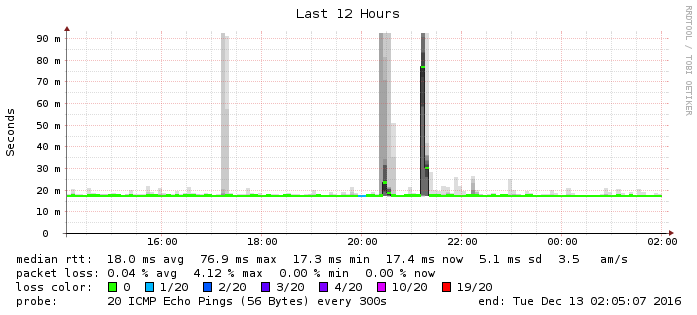 Last 12 Hours
RRDTOOL / TOBI OETIKER
Seconds
90 m
80 m
70 m
60 m
50 m
40 m
30 m
20 m
10 m
0
16:00 18:00 20:00 22:00 00:00 02:00
median rtt: 18.0 ms avg 76.9 ms max 17.3 ms min 17.4 ms now 5.1 ms sd 3.5 am/s
packet loss: 0.04 % avg 4.12 % max 0.00 % min 0.00 % now
loss color: 0 1/20 2/20 3/20 4/20 10/20 19/20
probe: 20 ICMP Echo Pings (56 Bytes) every 300s end: Tue Dec 13 02:05:07 2016